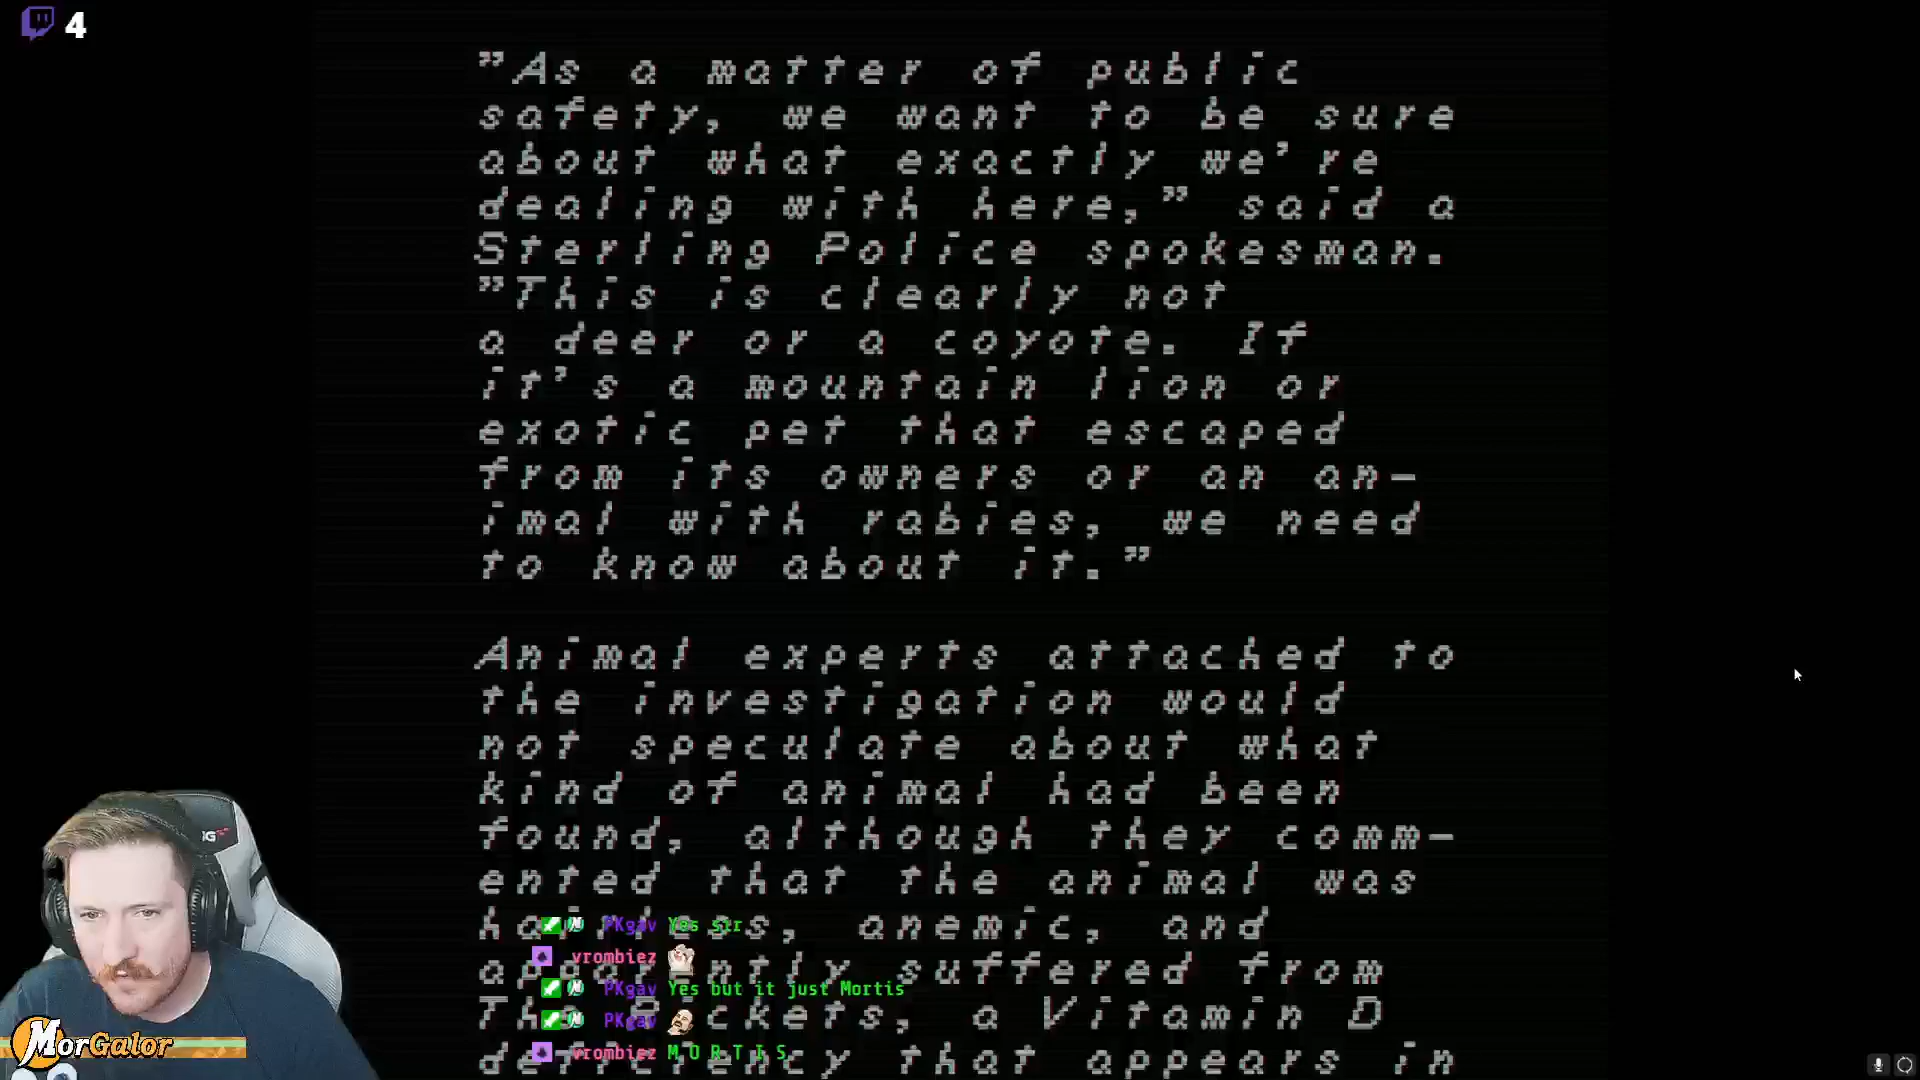 4
"As a matter of public
safety, we want to be sure
about what exactly we're
dealing with here," said a
Sterling Police spokesman.
"This is clearly not
a deer or a coyote. If
it's a mountain lion or
exotic pet that escaped
from its owners or an an-
imal with rabies, we need
to know about it."
Animal experts attached to
the investigation would
not speculate about what
kind of animal had been
found, although they comm-
ented that the animal was
hairless, anemic, and
apparently suffered from
The Rickets, a Vitamin D
deficiency that appears in
PKgav Yes sir
vrombiez
PKgav Yes but it just Mortis
PKgav
vrombiez M O R T I S
MorGalor